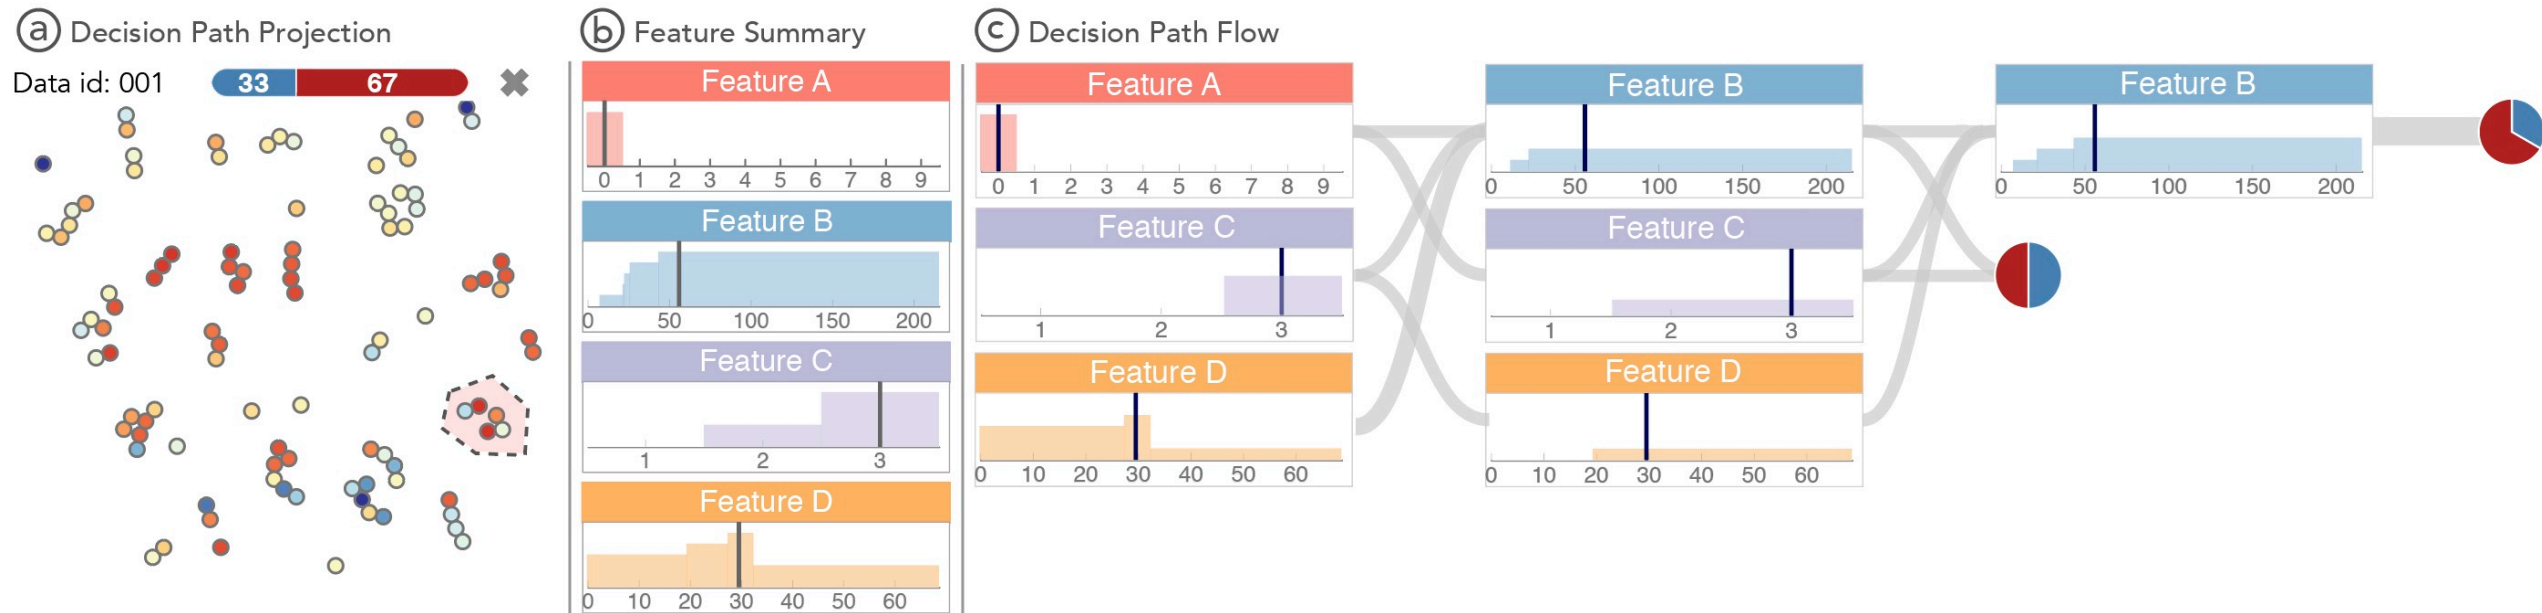 a Decision Path Projection
Data id: 001
33 67
b Feature Summary
Feature A
0 1 2 3 4 5 6 7 8 9
Feature B
0 50 100 150 200
Feature C
1 2 3
Feature D
0 10 20 30 40 50 60
c Decision Path Flow
Feature A
0 1 2 3 4 5 6 7 8 9
Feature C
1 2 3
Feature D
0 10 20 30 40 50 60
Feature B
0 50 100 150 200
Feature C
1 2 3
Feature D
0 10 20 30 40 50 60
Feature B
0 50 100 150 200